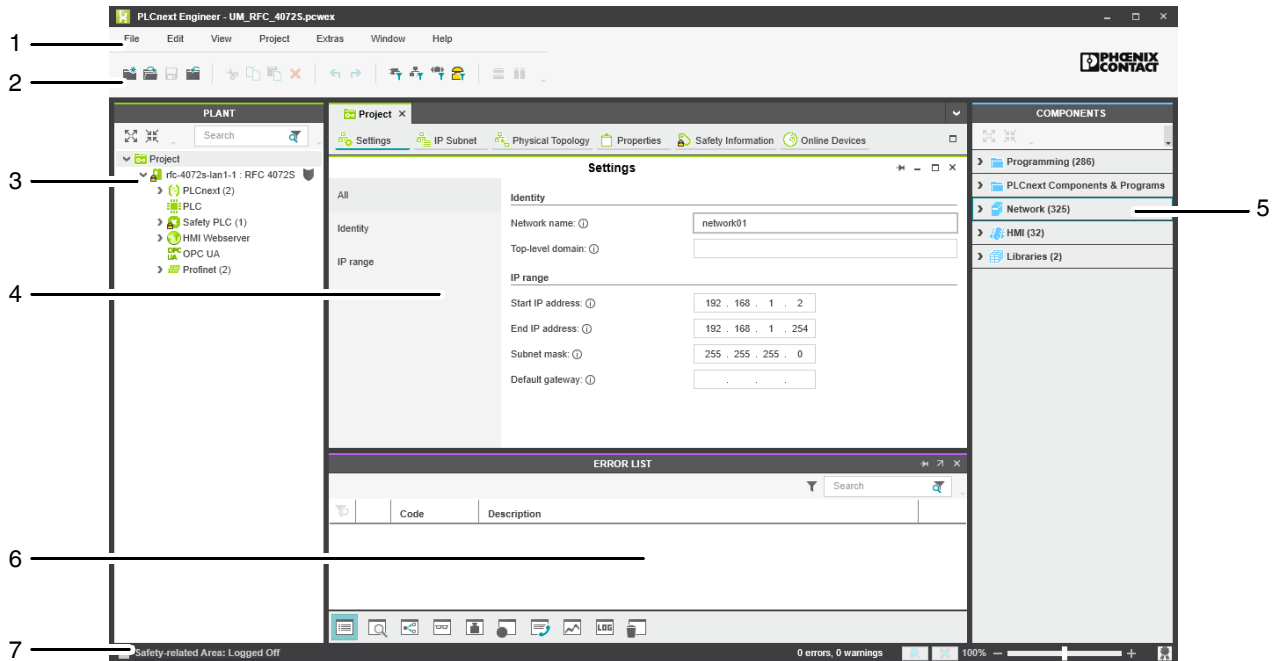 PLCnext Engineer - UM_RFC_4072S.pcwex
1
File Edit View Project Extras Window Help
PHŒNIX CONTACT
2
PLANT
Search
3
Project
rfc-4072s-lan1-1 : RFC 4072S
PLCnext (2)
PLC
Safety PLC (1)
HMI Webserver
OPC UA OPC UA
Profinet (2)
Project ×
Settings IP Subnet Physical Topology Properties Safety Information Online Devices
Settings
4
All
Identity
IP range
Identity
Network name: network01
Top-level domain:
IP range
Start IP address: 192 . 168 . 1 . 2
End IP address: 192 . 168 . 1 . 254
Subnet mask: 255 . 255 . 255 . 0
Default gateway: . . .
COMPONENTS
Programming (286)
PLCnext Components & Programs
Network (325)
5
HMI (32)
Libraries (2)
ERROR LIST
Search
Code Description
6
LOG
7
Safety-related Area: Logged Off
0 errors, 0 warnings
100% − +